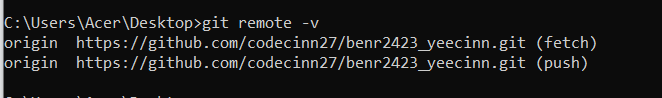 C:\Users\Acer\Desktop>git remote -v
origin  https://github.com/codecinn27/benr2423_yeecinn.git (fetch)
origin  https://github.com/codecinn27/benr2423_yeecinn.git (push)